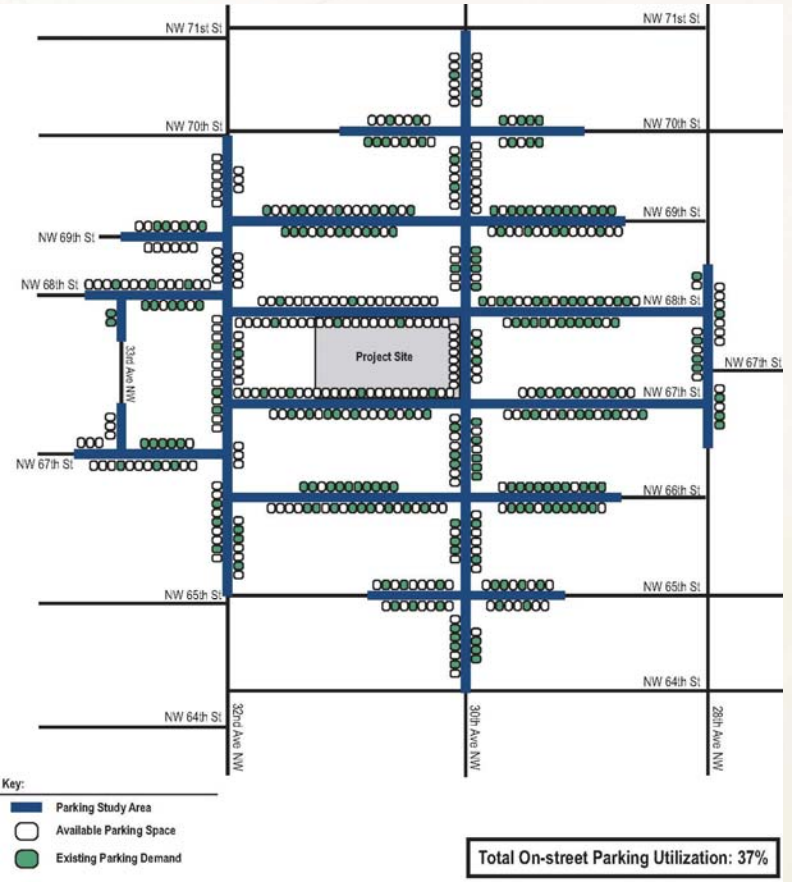 NW 71st St
NW 71st St
NW 70th St
NW 70th St
NW 69th St
NW 69th St
NW 68th St
NW 68th St
Project Site
33rd Ave NW
NW 67th St
NW 67th St
NW 67th St
NW 66th St
NW 65th St
NW 65th St
NW 64th St
NW 64th St
32nd Ave NW
30th Ave NW
28th Ave NW
Key:
Parking Study Area
Available Parking Space
Existing Parking Demand
Total On-street Parking Utilization: 37%